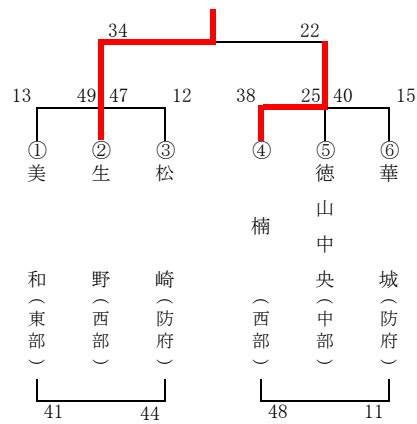 34 22
13 49 47 12 38 25 40 15
① ② ③ ④ ⑤ ⑥
美和（東部）
生野（西部）
松崎（防府）
楠（西部）
徳山中央（中部）
華城（防府）
41 44 48 11